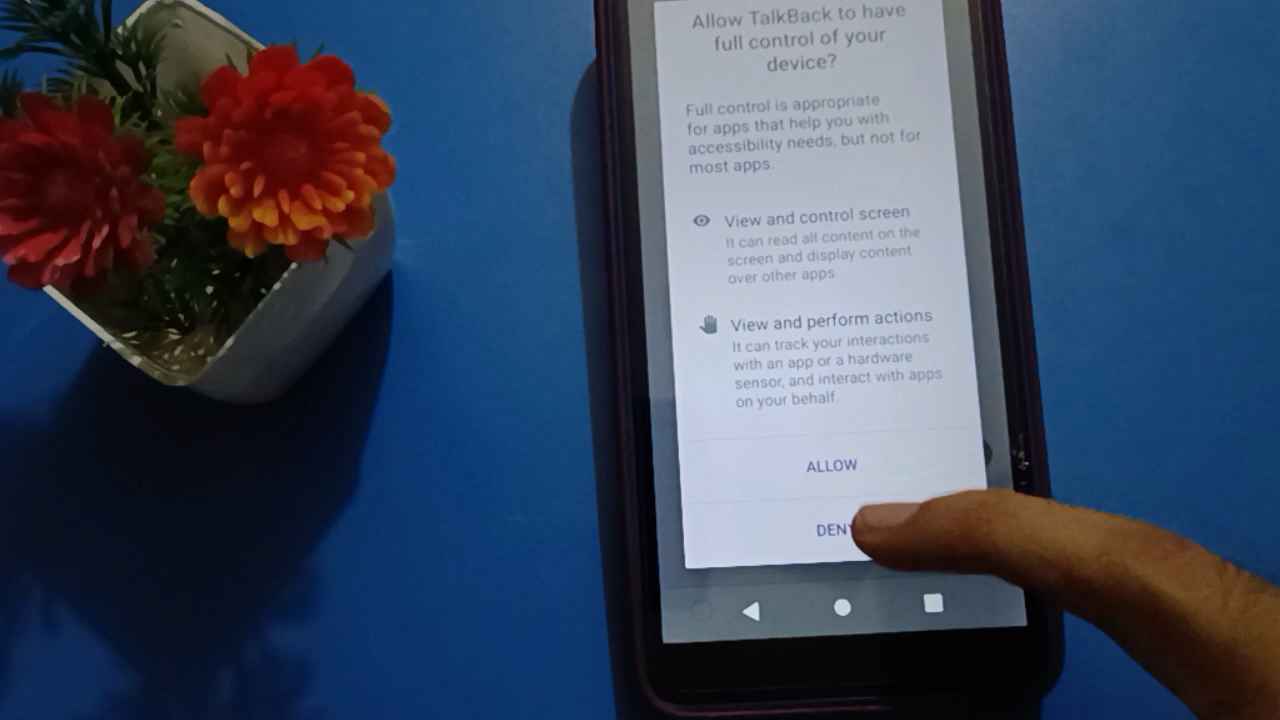 Allow TalkBack to have
full control of your
device?
Full control is appropriate
for apps that help you with
accessibility needs, but not for
most apps.
View and control screen
It can read all content on the
screen and display content
over other apps.
View and perform actions
It can track your interactions
with an app or a hardware
sensor, and interact with apps
on your behalf.
ALLOW
DENY